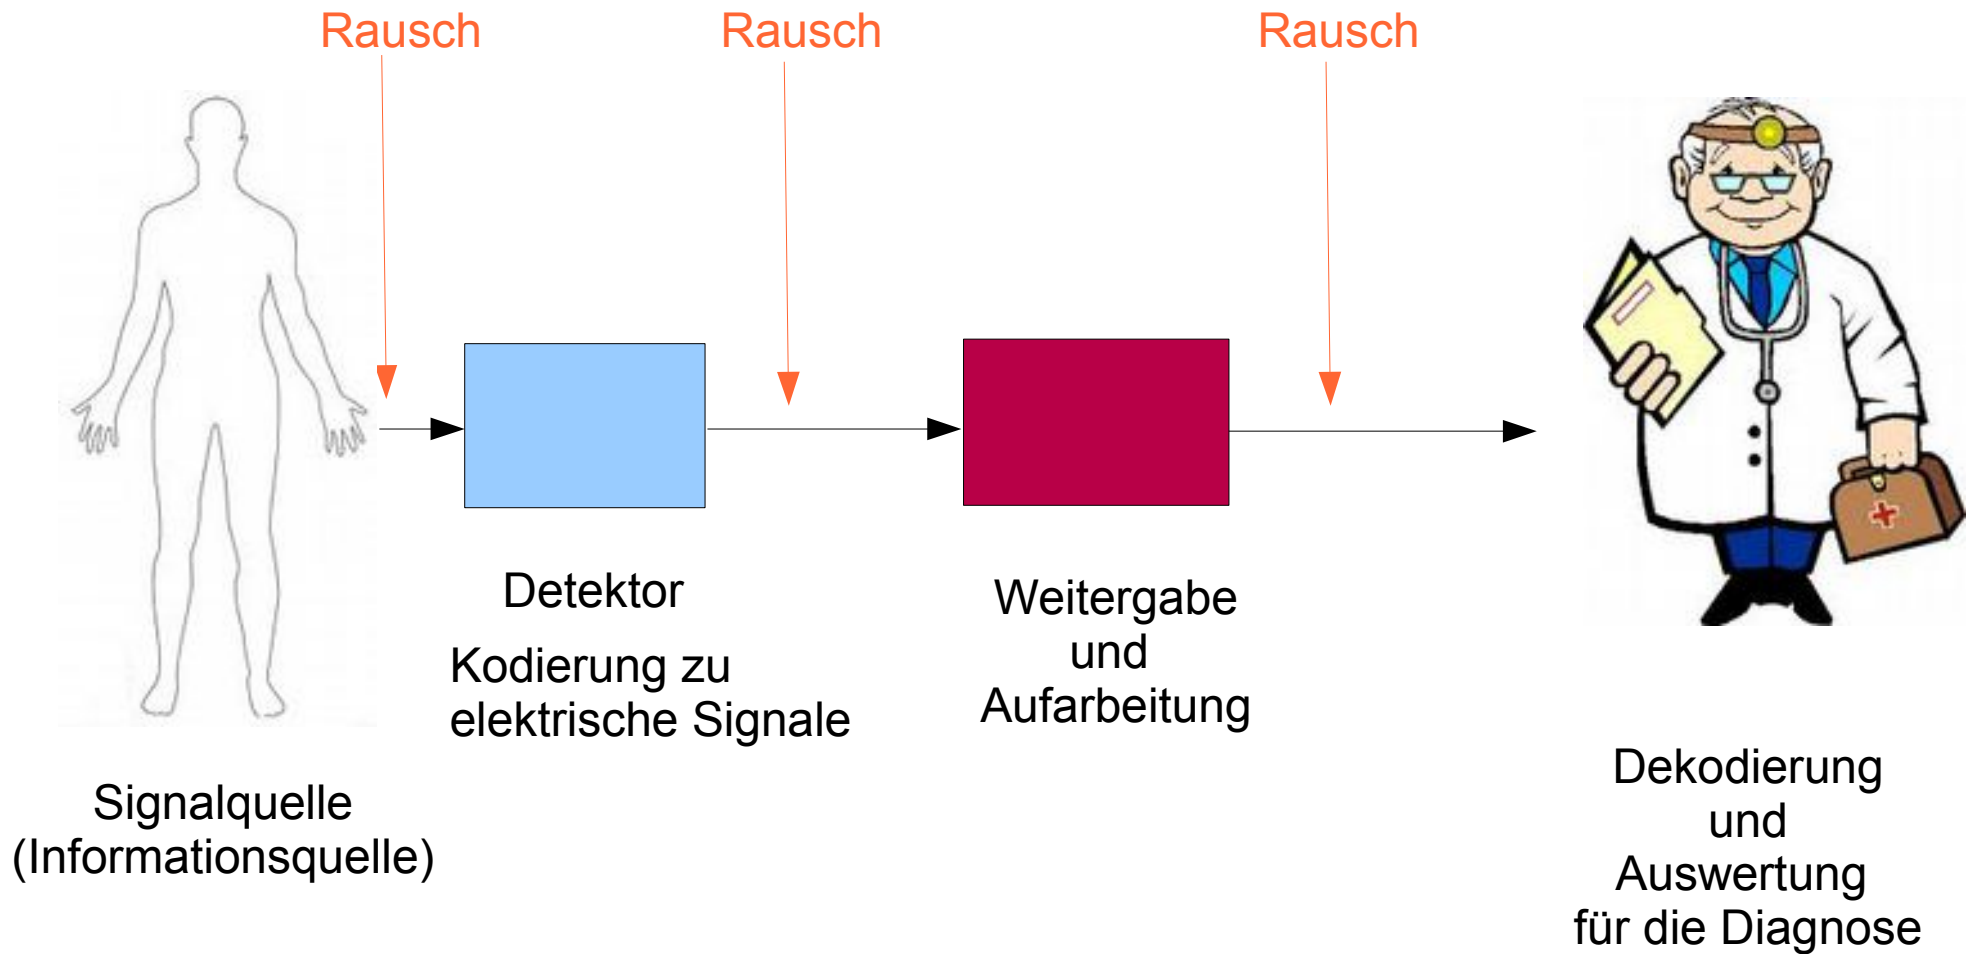 Rausch
Rausch
Rausch
Detektor
Kodierung zu
elektrische Signale
Weitergabe
und
Aufarbeitung
Signalquelle
(Informationsquelle)
Dekodierung
und
Auswertung
für die Diagnose